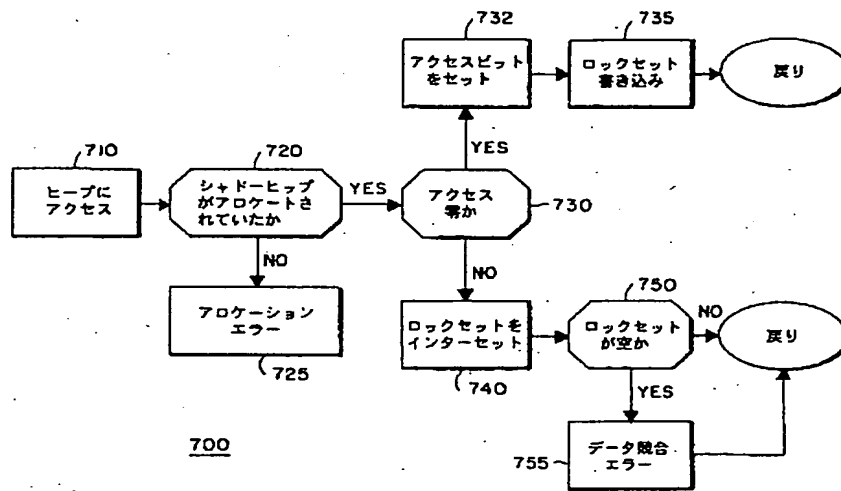 732
アクセスビット
をセット
735
ロックセット
書き込み
戻り
YES
710
ヒープに
アクセス
720
シャドーヒップ
がアロケートさ
れていたか
YES
アクセス
零か
730
NO
アロケーション
エラー
725
NO
ロックセットを
インターセット
740
750
ロックセット
が空か
NO
戻り
YES
755
データ競合
エラー
700